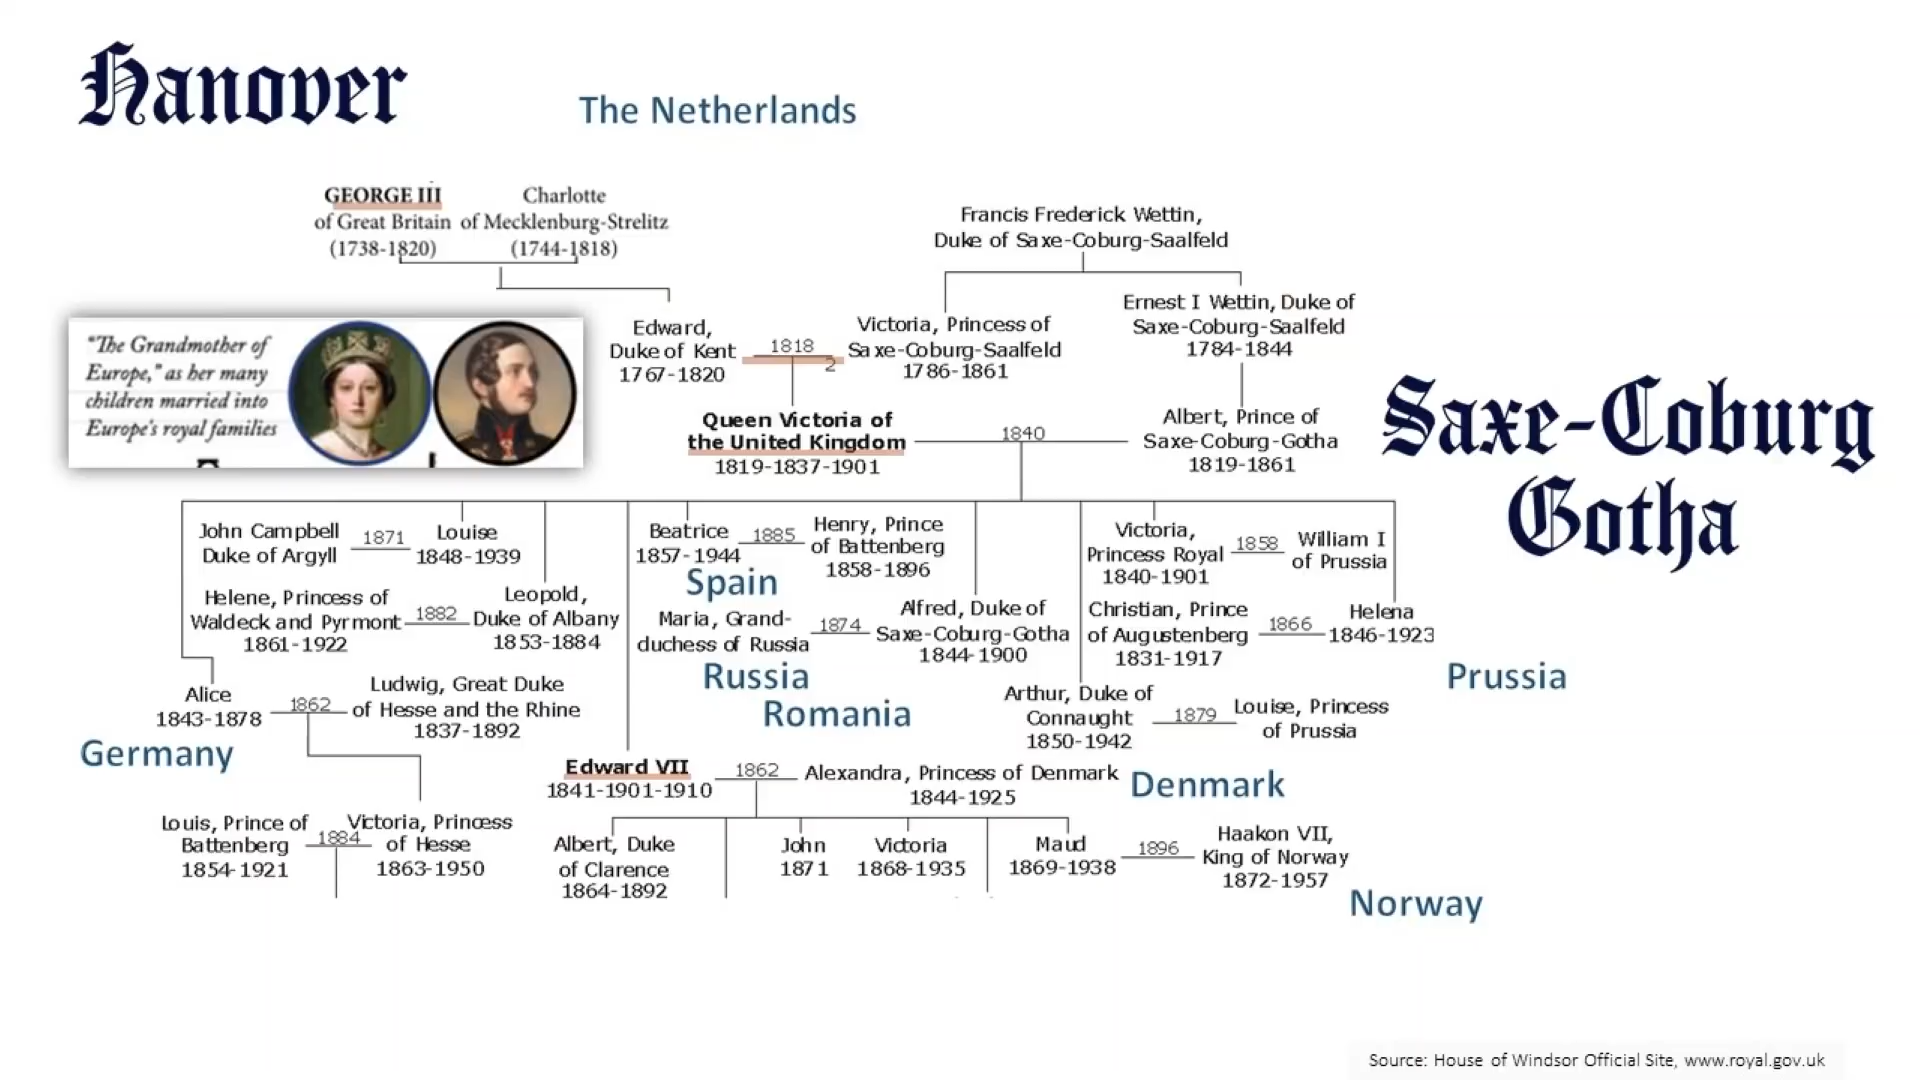 Hanover
The Netherlands
GEORGE III
of Great Britain
(1738-1820)
Charlotte
of Mecklenburg-Strelitz
(1744-1818)
Francis Frederick Wettin,
Duke of Saxe-Coburg-Saalfeld
"The Grandmother of
Europe," as her many
children married into
Europe's royal families
Edward,
Duke of Kent
1767-1820
1818
2
Victoria, Princess of
Saxe-Coburg-Saalfeld
1786-1861
Ernest I Wettin, Duke of
Saxe-Coburg-Saalfeld
1784-1844
Queen Victoria of
the United Kingdom
1819-1837-1901
1840
Albert, Prince of
Saxe-Coburg-Gotha
1819-1861
Saxe-Coburg
Gotha
John Campbell
Duke of Argyll
1871
Louise
1848-1939
Beatrice
1857-1944
1885
Henry, Prince
of Battenberg
1858-1896
Spain
Victoria,
Princess Royal
1840-1901
1858
William I
of Prussia
Helene, Princess of
Waldeck and Pyrmont
1861-1922
1882
Leopold,
Duke of Albany
1853-1884
Maria, Grand-
duchess of Russia
1874
Alfred, Duke of
Saxe-Coburg-Gotha
1844-1900
Russia
Romania
Christian, Prince
of Augustenberg
1831-1917
1866
Helena
1846-1923
Prussia
Alice
1843-1878
1862
Ludwig, Great Duke
of Hesse and the Rhine
1837-1892
Germany
Arthur, Duke of
Connaught
1850-1942
1879
Louise, Princess
of Prussia
Edward VII
1841-1901-1910
1862
Alexandra, Princess of Denmark
1844-1925
Denmark
Louis, Prince of
Battenberg
1854-1921
1884
Victoria, Princess
of Hesse
1863-1950
Albert, Duke
of Clarence
1864-1892
John
1871
Victoria
1868-1935
Maud
1869-1938
1896
Haakon VII,
King of Norway
1872-1957
Norway
Source: House of Windsor Official Site, www.royal.gov.uk